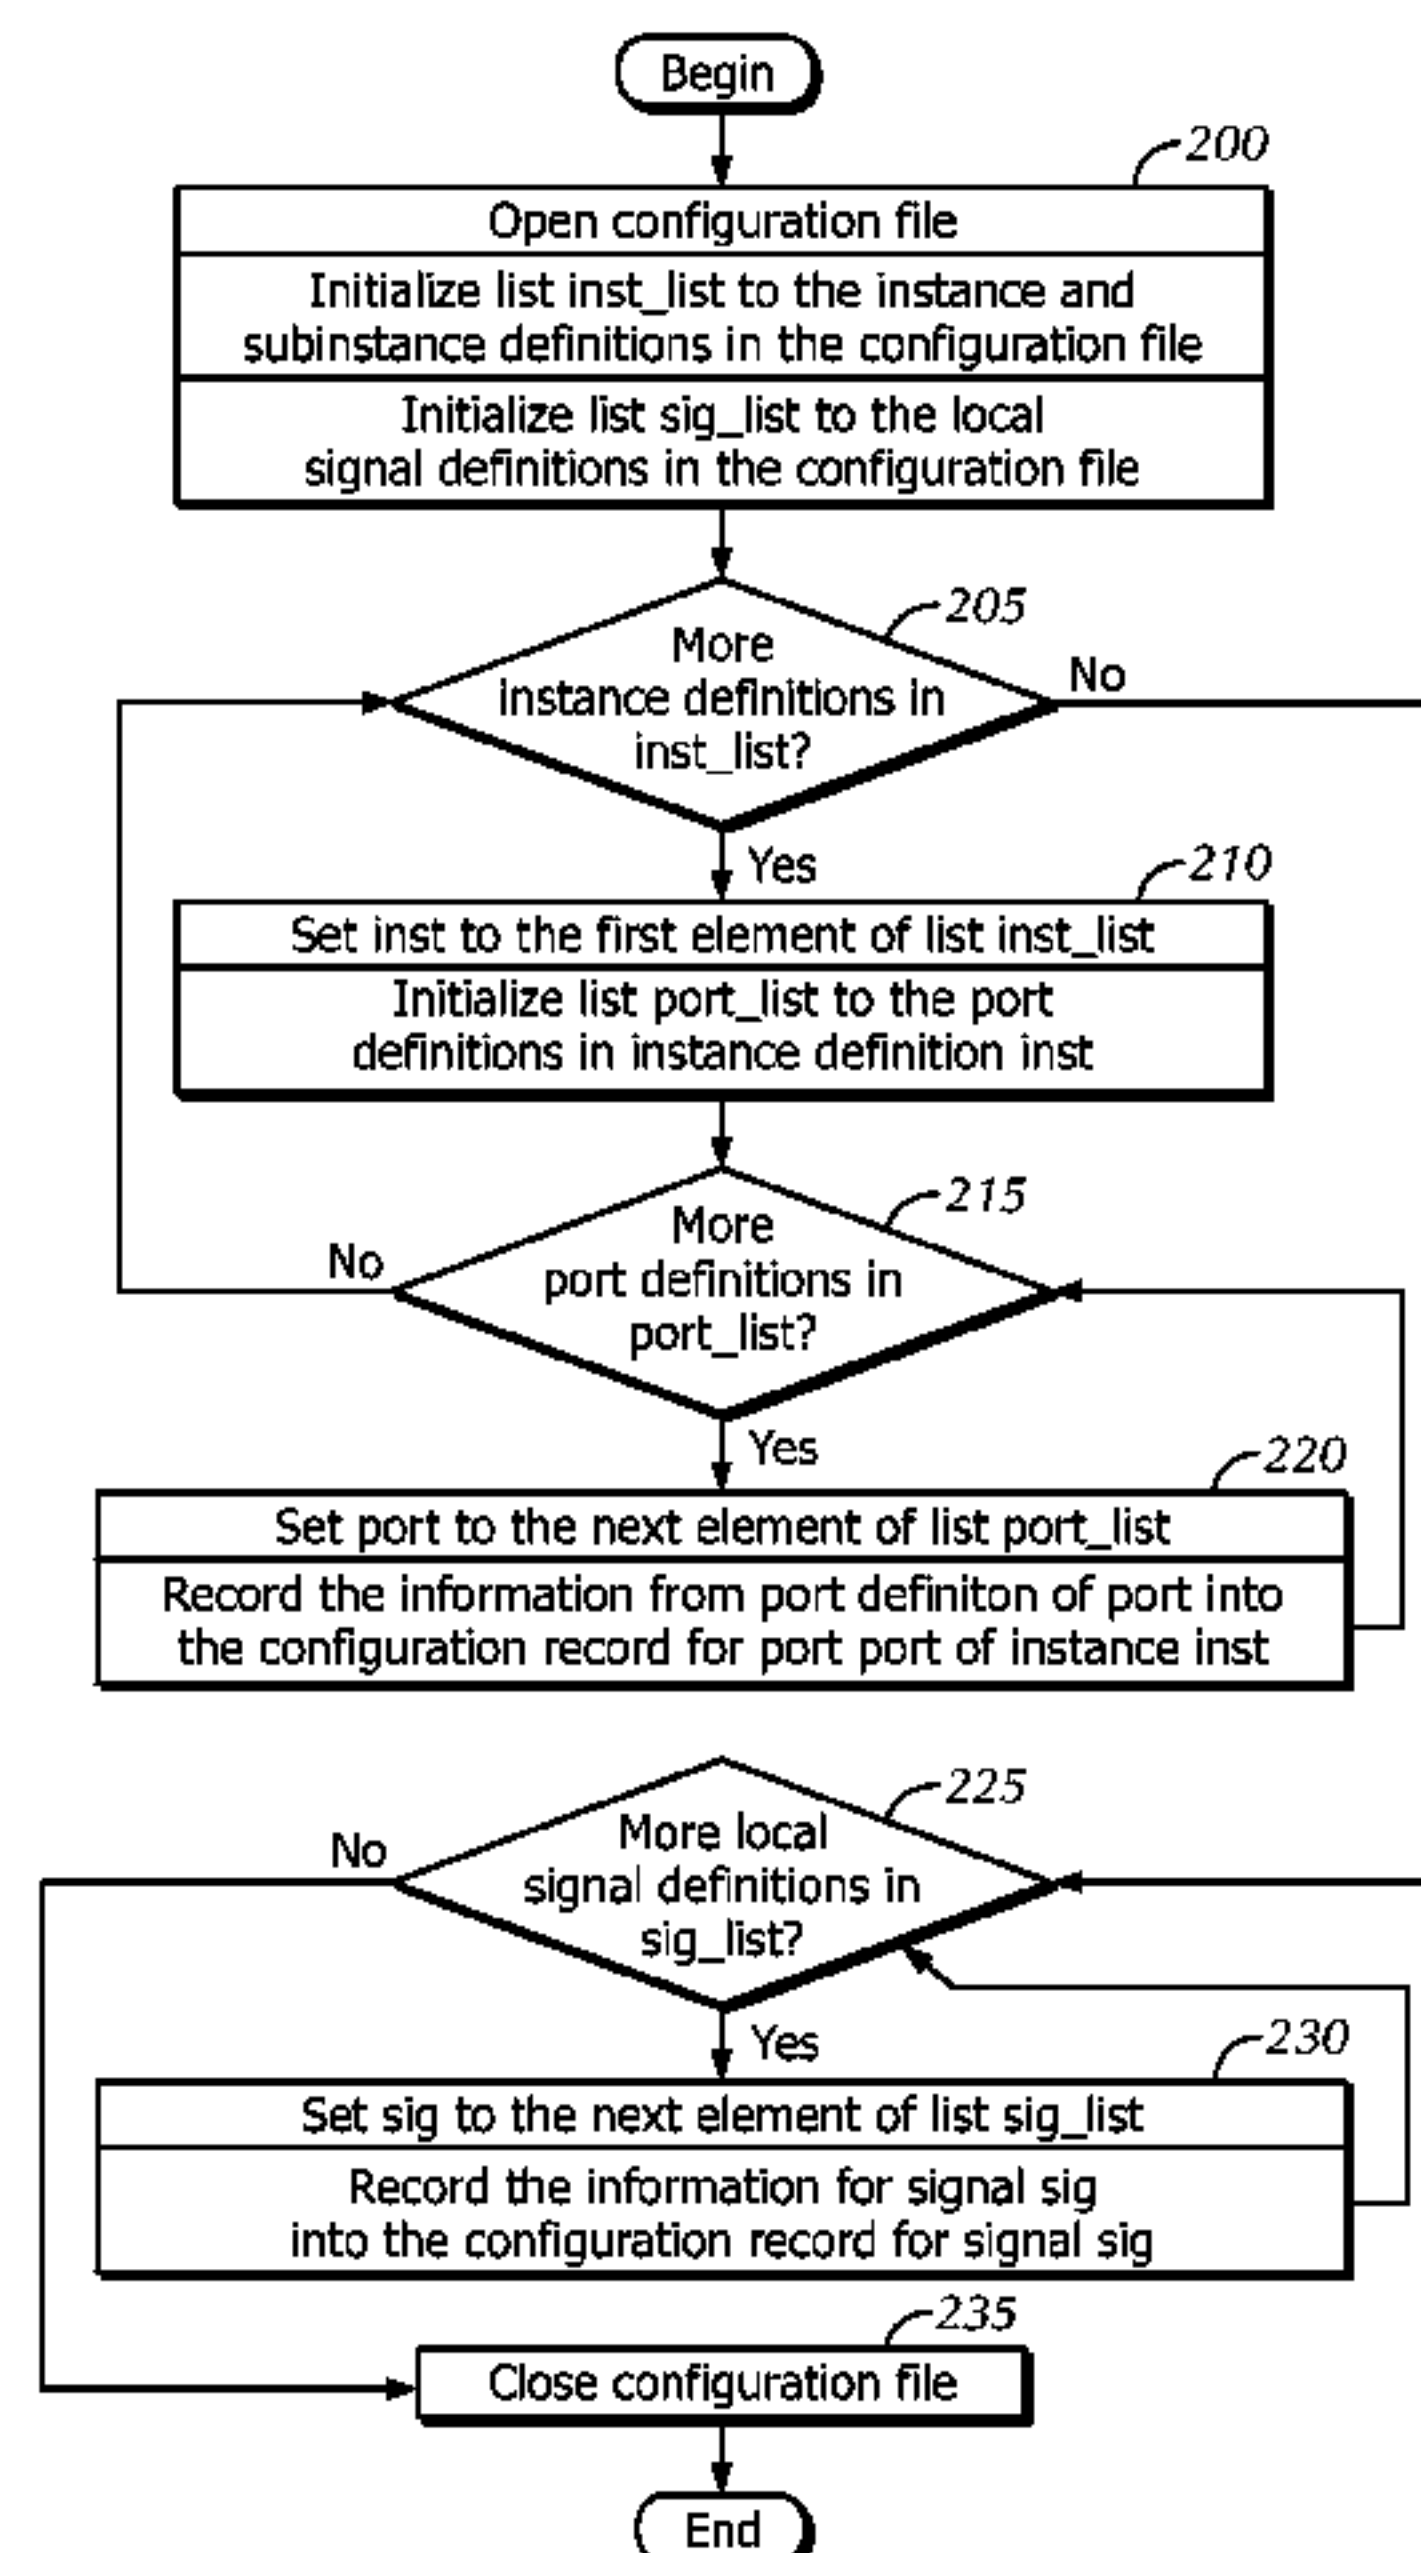 Begin
200
Open configuration file
Initialize list inst_list to the instance and
subinstance definitions in the configuration file
Initialize list sig_list to the local
signal definitions in the configuration file
205
More
instance definitions in
inst_list?
No
Yes
210
Set inst to the first element of list inst_list
Initialize list port_list to the port
definitions in instance definition inst
215
More
port definitions in
port_list?
No
Yes
220
Set port to the next element of list port_list
Record the information from port definiton of port into
the configuration record for port port of instance inst
225
More local
signal definitions in
sig_list?
No
Yes
230
Set sig to the next element of list sig_list
Record the information for signal sig
into the configuration record for signal sig
235
Close configuration file
End